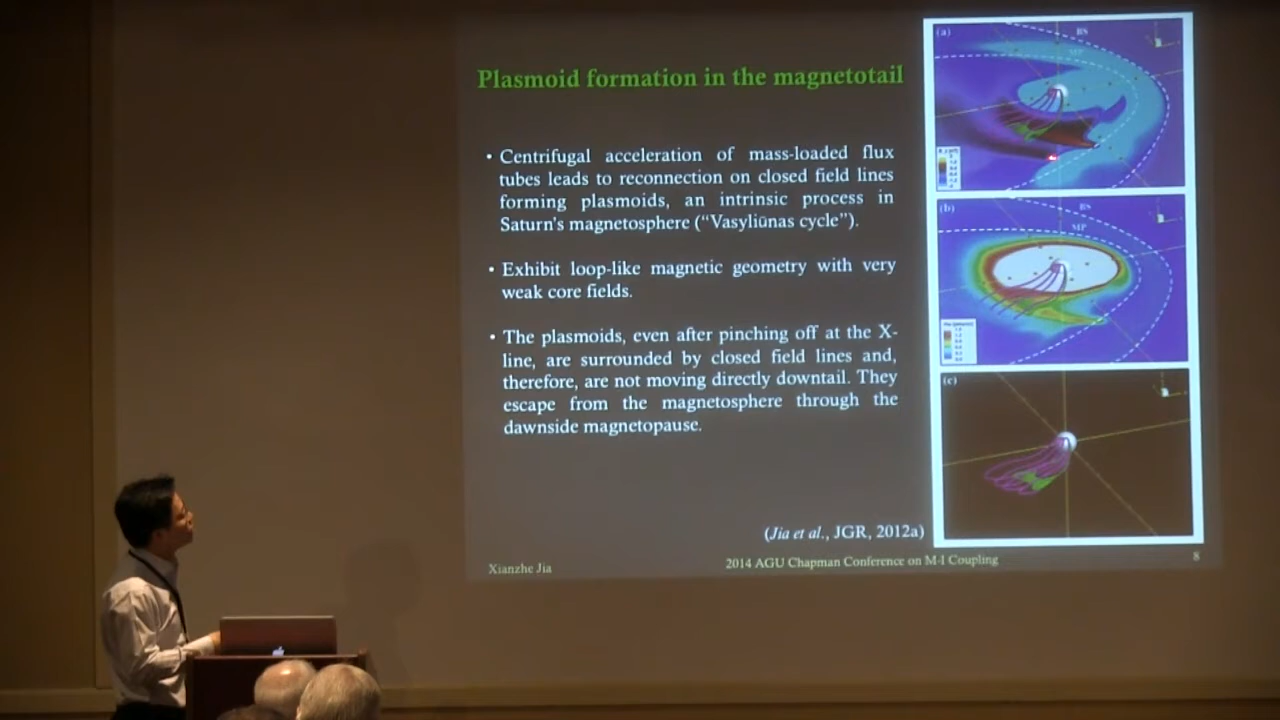 Plasmoid formation in the magnetotail
• Centrifugal acceleration of mass-loaded flux
tubes leads to reconnection on closed field lines
forming plasmoids, an intrinsic process in
Saturn's magnetosphere (“Vasyliūnas cycle”).
• Exhibit loop-like magnetic geometry with very
weak core fields.
• The plasmoids, even after pinching off at the X-
line, are surrounded by closed field lines and,
therefore, are not moving directly downtail. They
escape from the magnetosphere through the
dawnside magnetopause.
(Jia et al., JGR, 2012a)
Xianzhe Jia
2014 AGU Chapman Conference on M-I Coupling
8
(a)
BS
MP
(b)
BS
MP
(c)